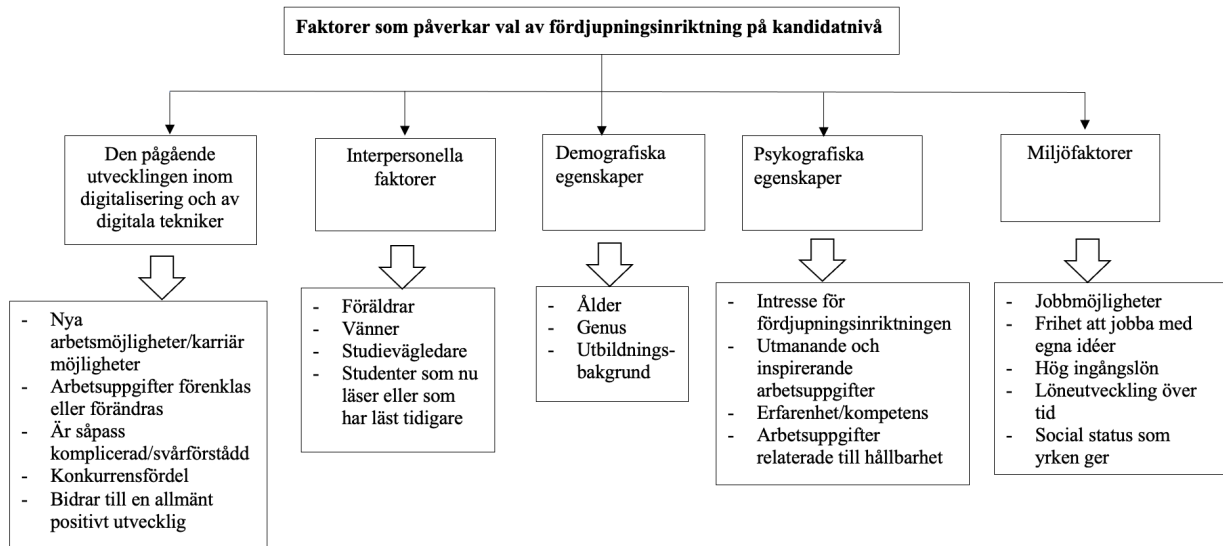 Faktorer som påverkar val av fördjupningsinriktning på kandidatnivå
Den pågående
utvecklingen inom
digitalisering och av
digitala tekniker
Interpersonella
faktorer
Demografiska
egenskaper
Psykografiska
egenskaper
Miljöfaktorer
- Nya
arbetsmöjligheter/karriär
möjligheter
- Arbetsuppgifter förenklas
eller förändras
- Är såpass
komplicerad/svårförstådd
- Konkurrensfördel
- Bidrar till en allmänt
positivt utvecklig
- Föräldrar
- Vänner
- Studievägledare
- Studenter som nu
läser eller som
har läst tidigare
- Ålder
- Genus
- Utbildnings-
bakgrund
- Intresse för
fördjupningsinriktningen
- Utmanande och
inspirerande
arbetsuppgifter
- Erfarenhet/kompetens
- Arbetsuppgifter
relaterade till hållbarhet
- Jobbmöjligheter
- Frihet att jobba med
egna idéer
- Hög ingångslön
- Löneutveckling över
tid
- Social status som
yrken ger